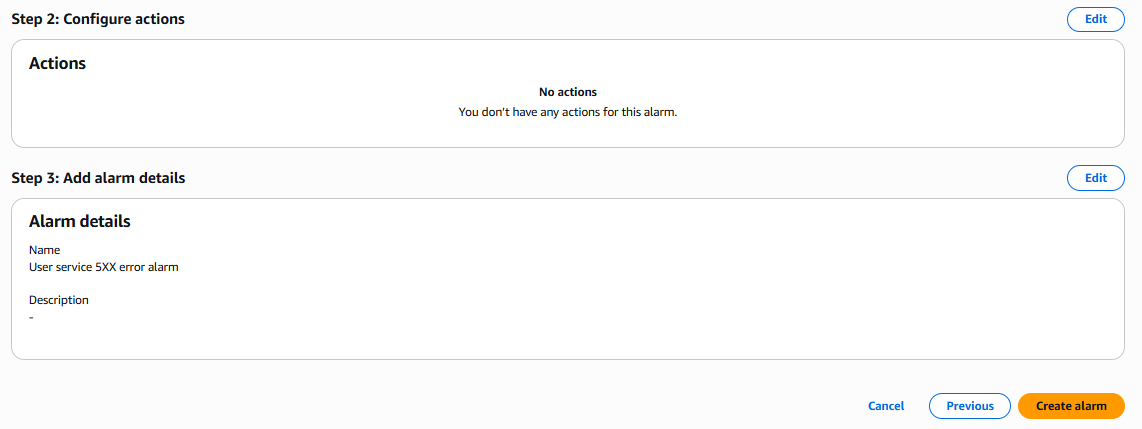 Step 2: Configure actions
Edit
Actions
No actions
You don't have any actions for this alarm.
Step 3: Add alarm details
Edit
Alarm details
Name
User service 5XX error alarm
Description
-
Cancel
Previous
Create alarm